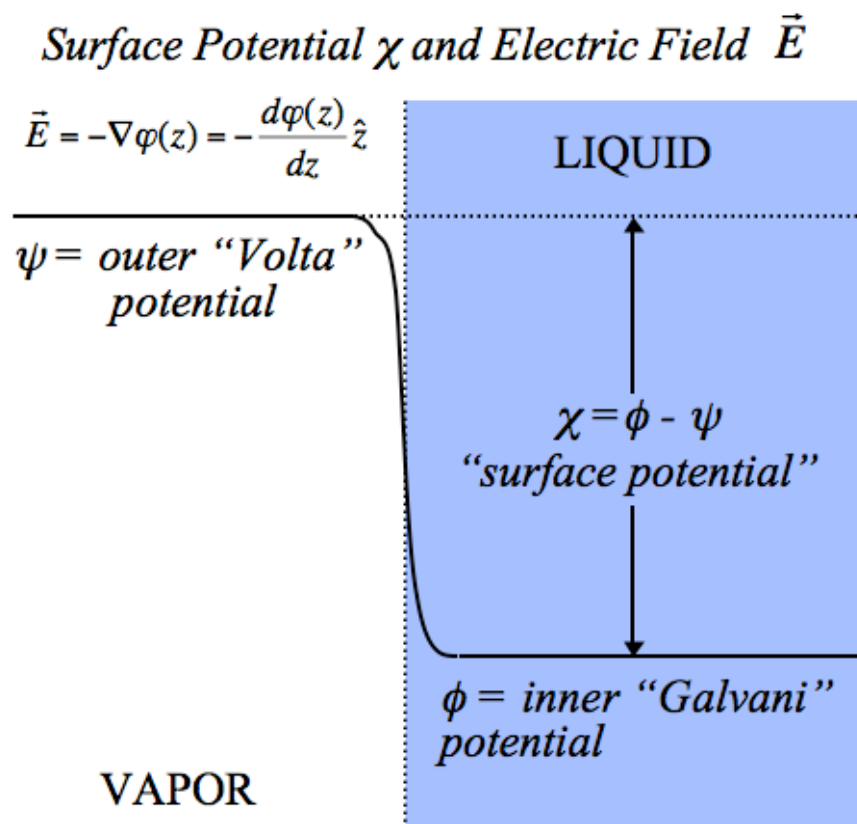 Surface Potential χ and Electric Field E⃗
E⃗ = −∇φ(z) = − dφ(z)/dz ẑ
LIQUID
ψ = outer “Volta”
potential
χ = ϕ - ψ
“surface potential”
ϕ = inner “Galvani”
potential
VAPOR